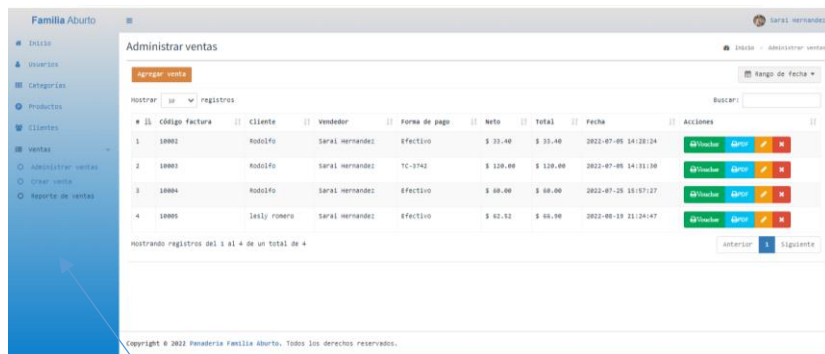 Familia Aburto
Sarai Hernandez
Inicio
Usuarios
Categorías
Productos
Clientes
Ventas
Administrar ventas
Crear venta
Reporte de ventas
Administrar ventas
Inicio - Administrar ventas
Agregar venta
Rango de fecha
Mostrar 10 registros
Buscar:
# Código factura Cliente Vendedor Forma de pago Neto Total Fecha Acciones
1 10002 Rodolfo Sarai Hernandez Efectivo $ 33.40 $ 33.40 2022-07-05 14:28:24 Voucher PDF
2 10003 Rodolfo Sarai Hernandez TC-3742 $ 120.00 $ 120.00 2022-07-05 14:31:30 Voucher PDF
3 10004 Rodolfo Sarai Hernandez Efectivo $ 60.00 $ 60.00 2022-07-25 15:57:27 Voucher PDF
4 10005 lesly romero Sarai Hernandez Efectivo $ 62.52 $ 66.90 2022-08-19 21:24:47 Voucher PDF
Mostrando registros del 1 al 4 de un total de 4
Anterior 1 Siguiente
Copyright © 2022 Panadería Familia Aburto. Todos los derechos reservados.